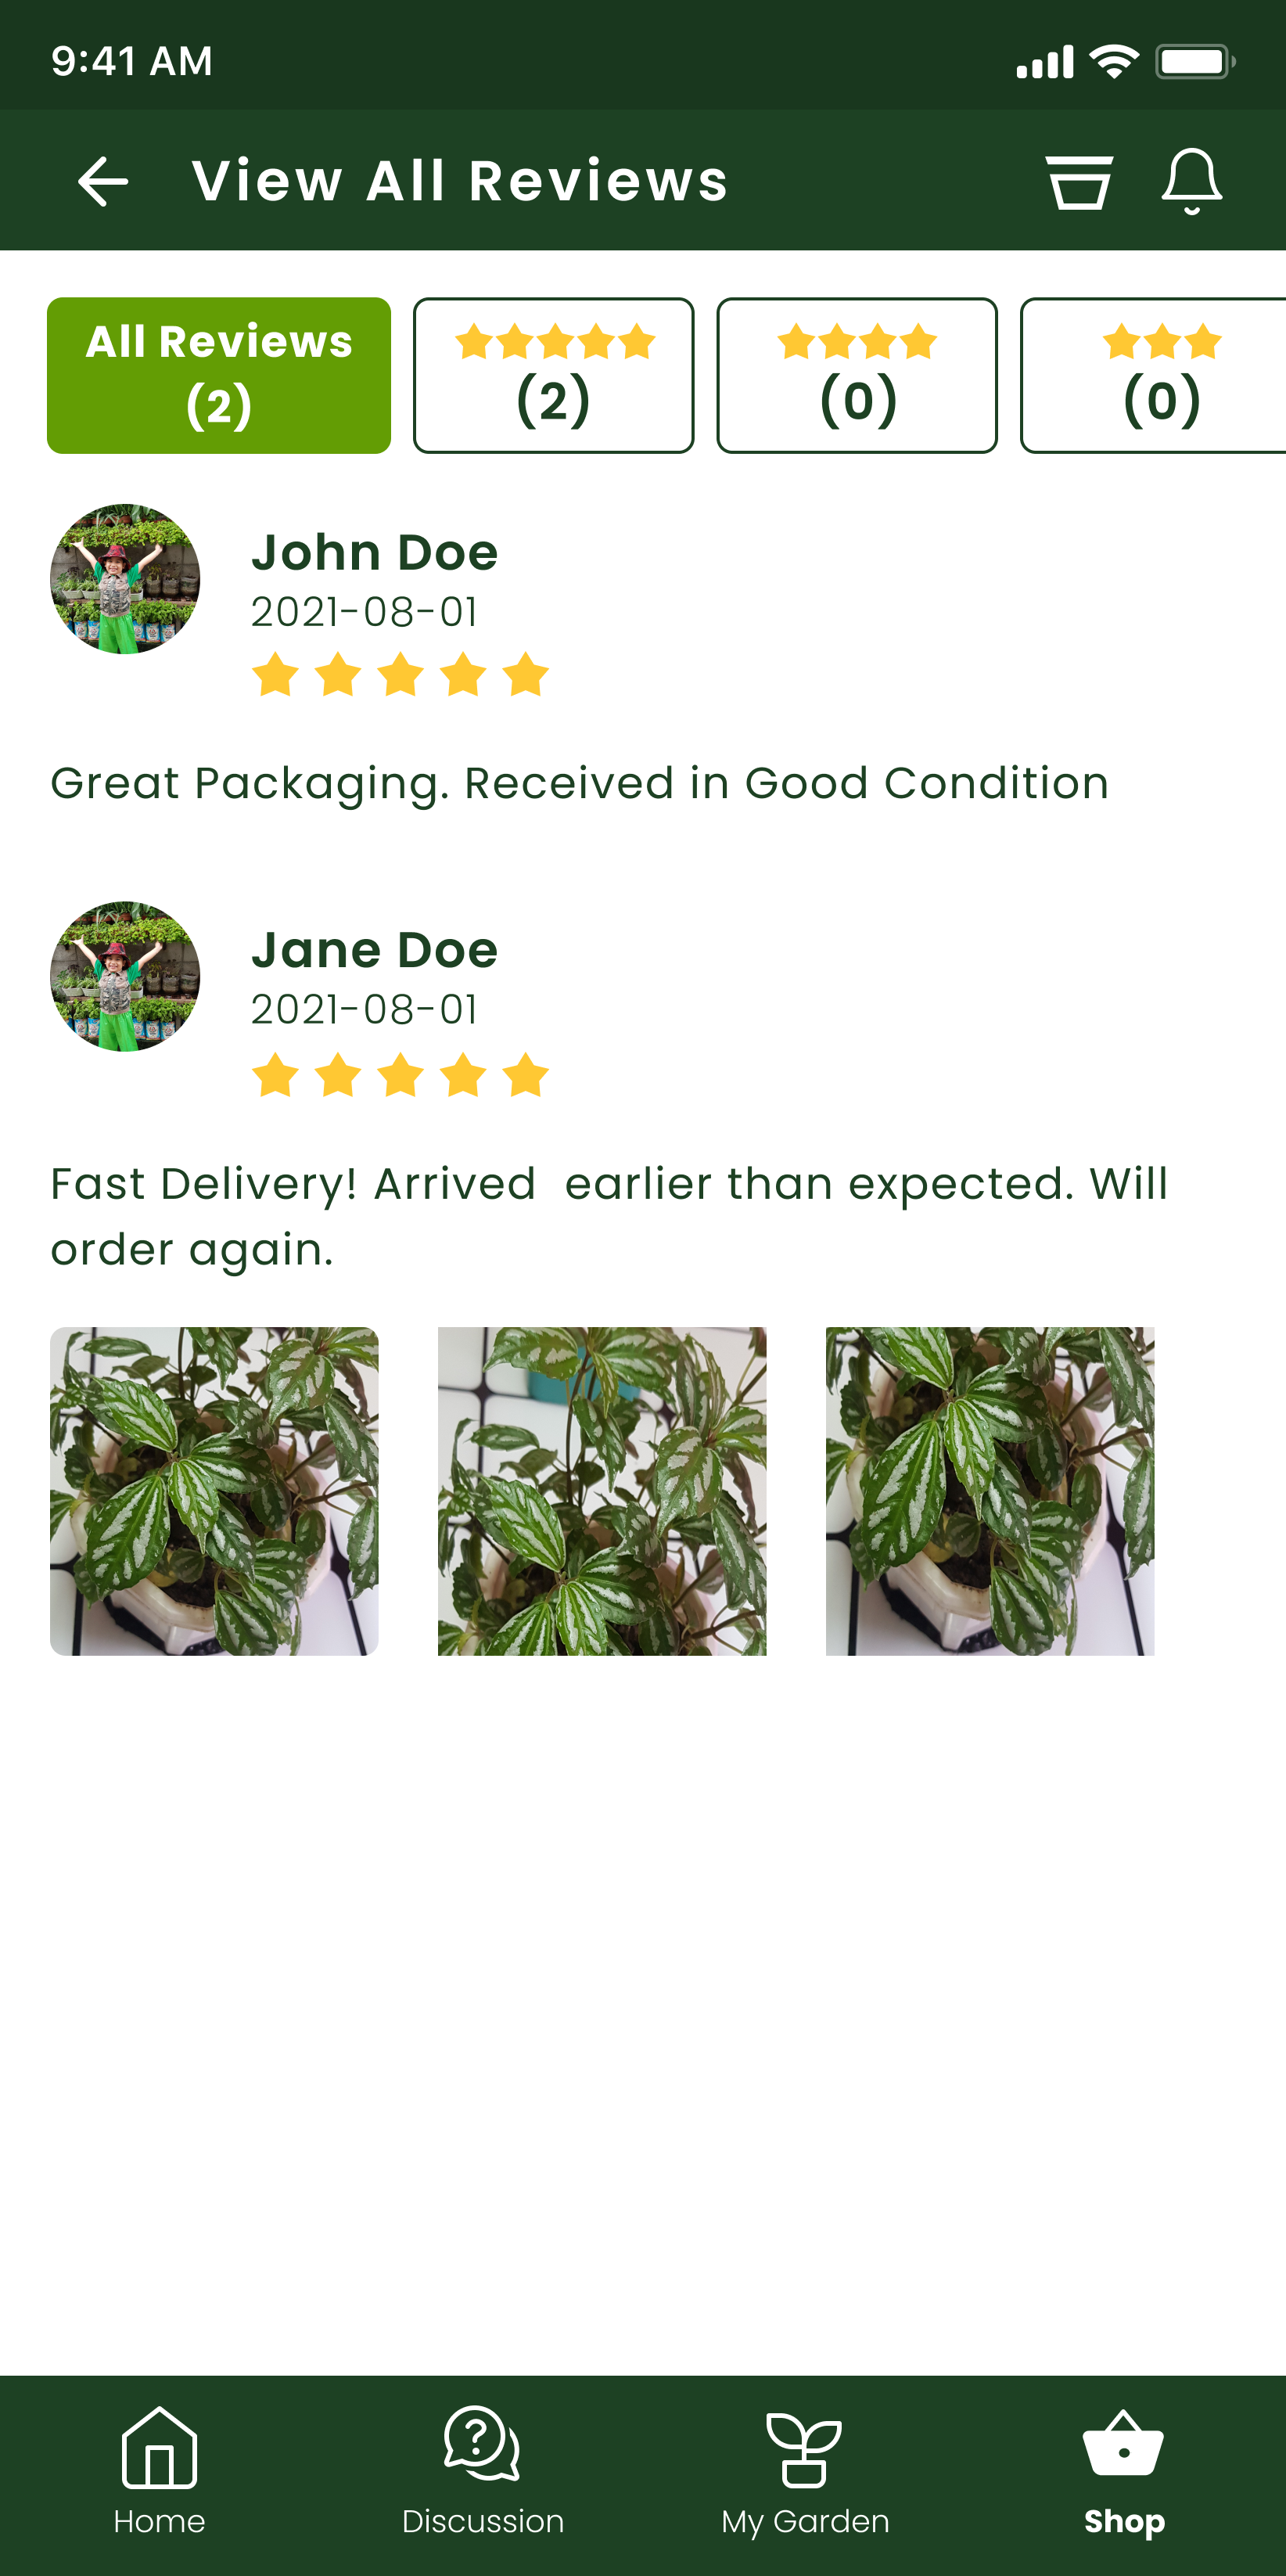 9:41 AM
View All Reviews
All Reviews
(2)
(2)
(0)
(0)
John Doe
2021-08-01
Great Packaging. Received in Good Condition
Jane Doe
2021-08-01
Fast Delivery! Arrived  earlier than expected. Will
order again.
Home
Discussion
My Garden
Shop